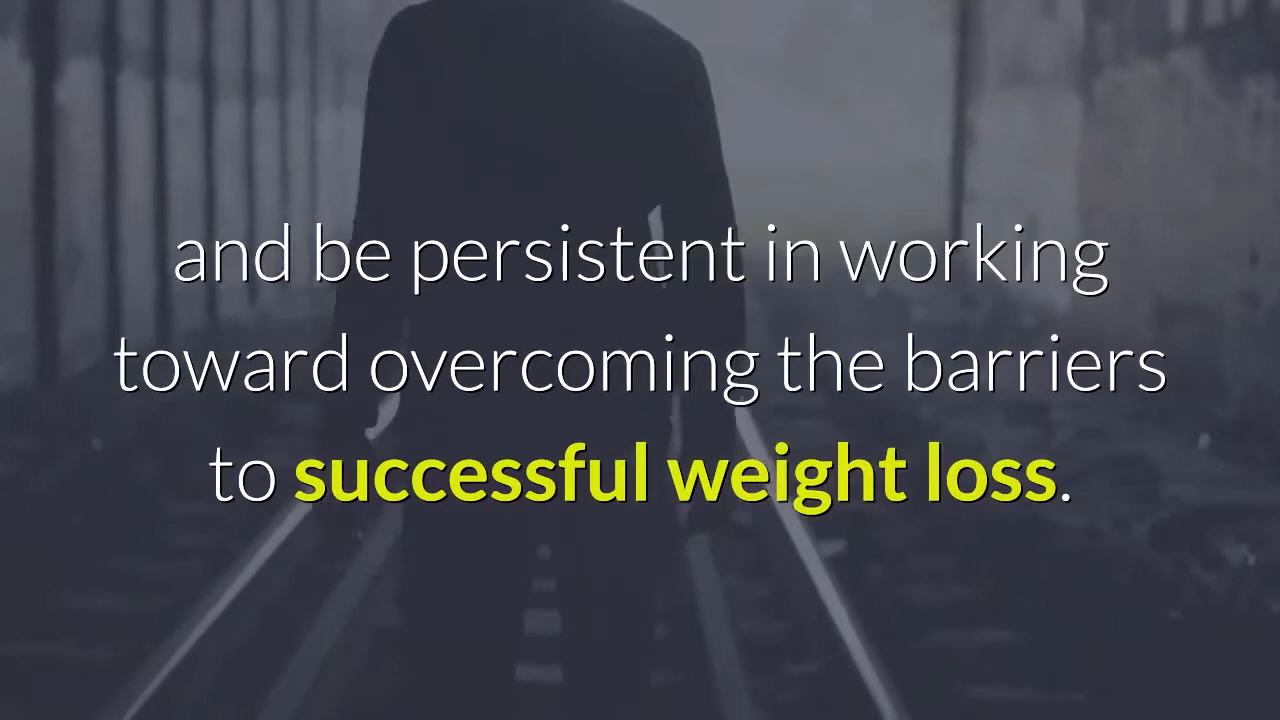 and be persistent in working
toward overcoming the barriers
to successful weight loss.